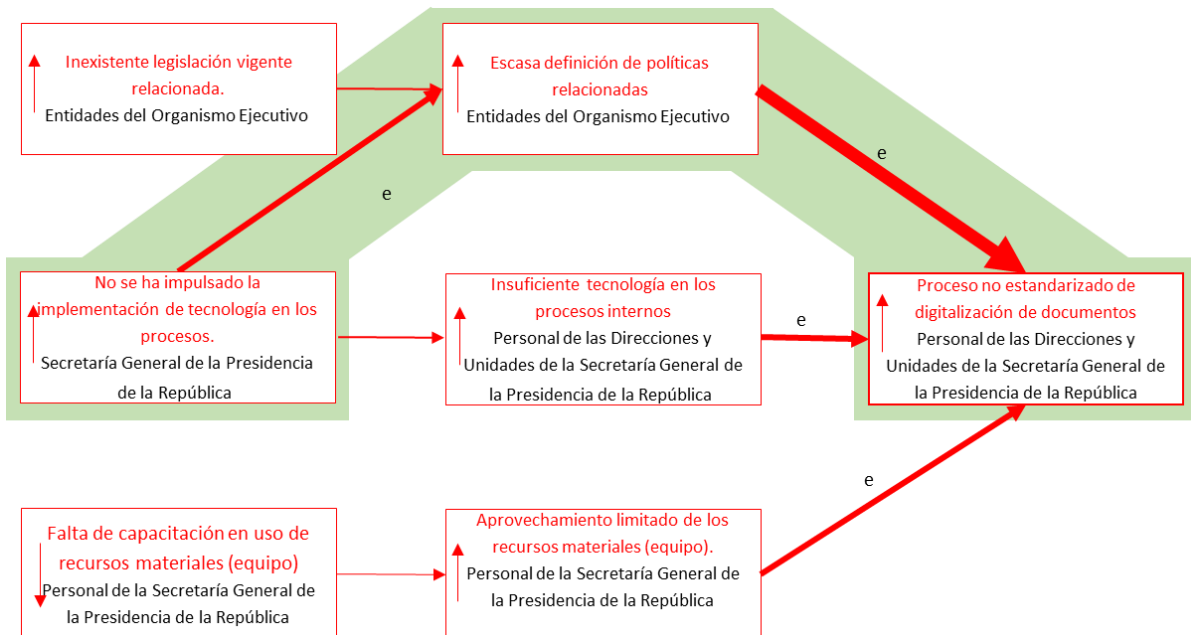 Inexistente legislación vigente
relacionada.
Entidades del Organismo Ejecutivo
Escasa definición de políticas
relacionadas
Entidades del Organismo Ejecutivo
e
e
No se ha impulsado la
implementación de tecnología en los
procesos.
Secretaría General de la Presidencia
de la República
Insuficiente tecnología en los
procesos internos
Personal de las Direcciones y
Unidades de la Secretaría General de
la Presidencia de la República
e
Proceso no estandarizado de
digitalización de documentos
Personal de las Direcciones y
Unidades de la Secretaría General de
la Presidencia de la República
e
Falta de capacitación en uso de
recursos materiales (equipo)
Personal de la Secretaría General de
la Presidencia de la República
Aprovechamiento limitado de los
recursos materiales (equipo).
Personal de la Secretaría General de
la Presidencia de la República